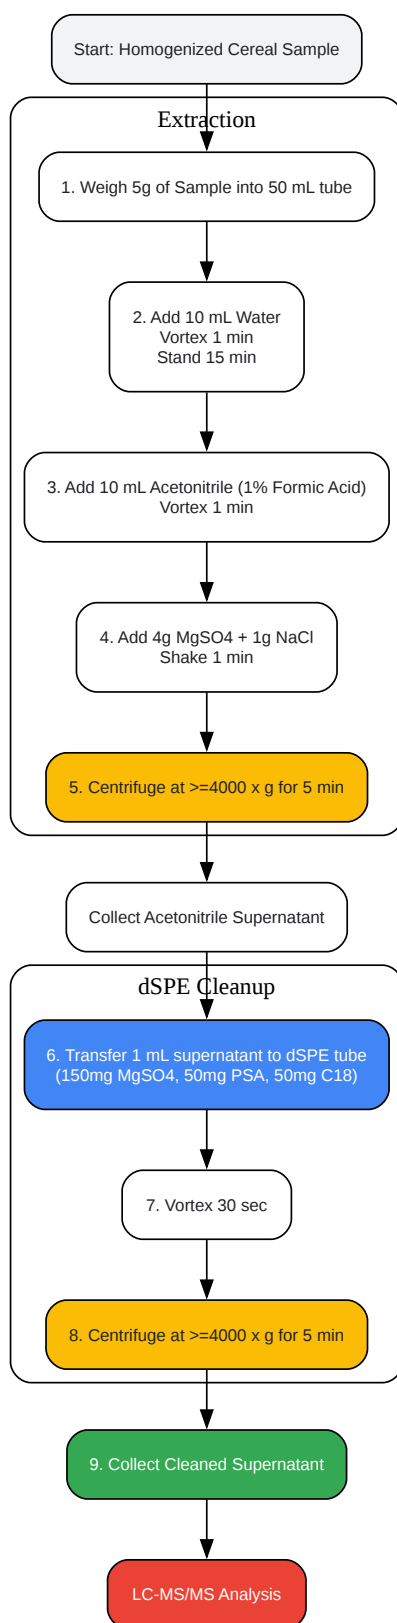 Start: Homogenized Cereal Sample
Extraction
1. Weigh 5g of Sample into 50 mL tube
2. Add 10 mL Water
Vortex 1 min
Stand 15 min
3. Add 10 mL Acetonitrile (1% Formic Acid)
Vortex 1 min
4. Add 4g MgSO4 + 1g NaCl
Shake 1 min
5. Centrifuge at >=4000 x g for 5 min
Collect Acetonitrile Supernatant
dSPE Cleanup
6. Transfer 1 mL supernatant to dSPE tube
(150mg MgSO4, 50mg PSA, 50mg C18)
7. Vortex 30 sec
8. Centrifuge at >=4000 x g for 5 min
9. Collect Cleaned Supernatant
LC-MS/MS Analysis